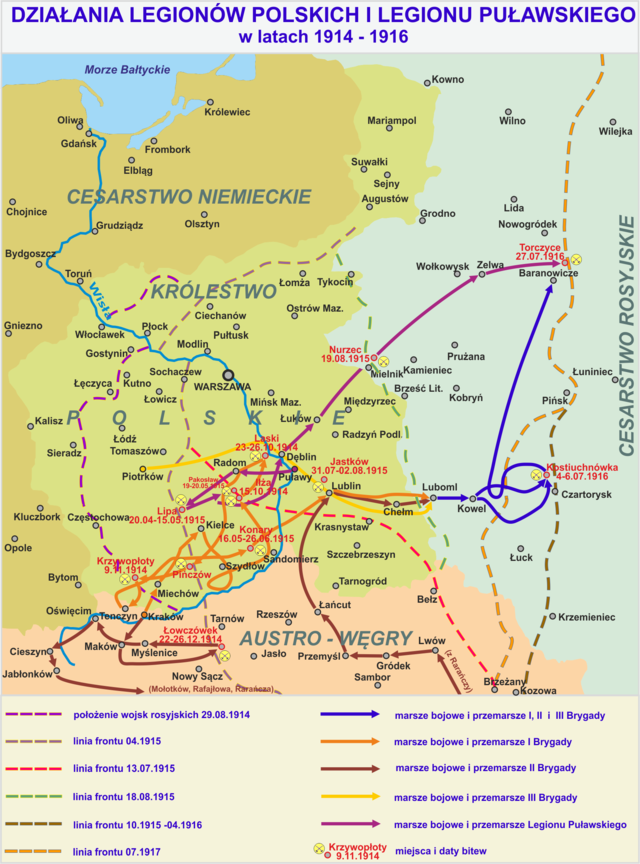 DZIAŁANIA LEGIONÓW POLSKICH I LEGIONU PUŁAWSKIEGO
w latach 1914 - 1916
Morze Bałtyckie
Kowno
Oliwa
Gdańsk
Królewiec
Mariampol
Wilno
Wilejka
Frombork
Elbląg
Suwałki
Sejny
CESARSTWO NIEMIECKIE
Augustów
Chojnice
Grudziądz
Olsztyn
Grodno
Lida
Nowogródek
CESARSTWO ROSYJSKIE
Bydgoszcz
Toruń
Torczyce
27.07.1916
Wołkowysk
Zelwa
Baranowicze
Wisła
KRÓLESTWO
Łomża
Tykocin
Ciechanów
Ostrów Maz.
Gniezno
Włocławek
Płock
Pułtusk
Modlin
Gostynin
Nurzec
19.08.1915
Prużana
Kamieniec
Mielnik
Łęczyca
Kutno
Sochaczew
WARSZAWA
Łuniniec
Łowicz
Mińsk Maz.
Brześć Lit.
Kobryń
Pińsk
Międzyrzec
POLSKIE
Łuków
Kalisz
Łódź
Sieradz
Tomaszów
Laski
23-26.10.1914
Radzyń Podl.
Dęblin
Jastków
31.07-02.08.1915
Piotrków
Radom
Puławy
Pakosław
19-20.05.1915
Iłża
15.10.1914
Lublin
Luboml
Kostiuchnówka
4-6.07.1916
Czartorysk
Kowel
Chełm
Lipa
20.04-15.05.1915
Kluczbork
Częstochowa
Kielce
Konary
16.05-26.06.1915
Krasnystaw
Opole
Szczebrzeszyn
Łuck
Krzywopłoty
9.11.1914
Pińczów
Szydłów
Sandomierz
Bytom
Miechów
Tarnogród
Bełz
Oświęcim
Tenczyn
Kraków
Łańcut
Krzemieniec
Rzeszów
Tarnów
Łowczówek
22-26.12.1914
AUSTRO - WĘGRY
Cieszyn
Maków
Myślenice
Jasło
Przemyśl
Lwów
Gródek
(z Rarańczy)
Jabłonków
Nowy Sącz
Sambor
Brzeżany
Kozowa
(Mołotków, Rafajłowa, Rarańcza)
położenie wojsk rosyjskich 29.08.1914
marsze bojowe i przemarsze I, II i III Brygady
linia frontu 04.1915
marsze bojowe i przemarsze I Brygady
linia frontu 13.07.1915
marsze bojowe i przemarsze II Brygady
linia frontu 18.08.1915
marsze bojowe i przemarsze III Brygady
linia frontu 10.1915 -04.1916
marsze bojowe i przemarsze Legionu Puławskiego
linia frontu 07.1917
Krzywopłoty
9.11.1914
miejsca i daty bitew